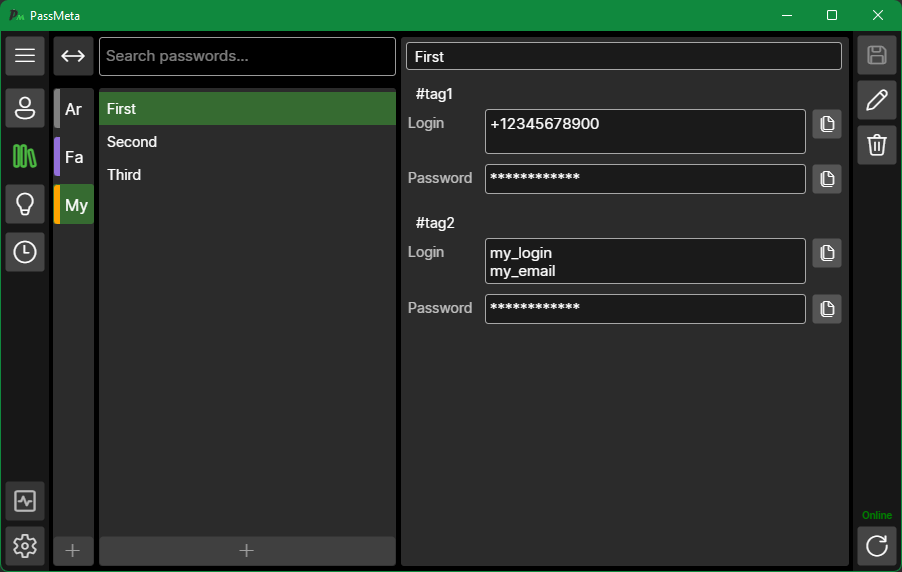 PassMeta
Search passwords...
Ar
Fa
My
First
Second
Third
First
#tag1
Login
+12345678900
Password
************
#tag2
Login
my_login
my_email
Password
************
Online